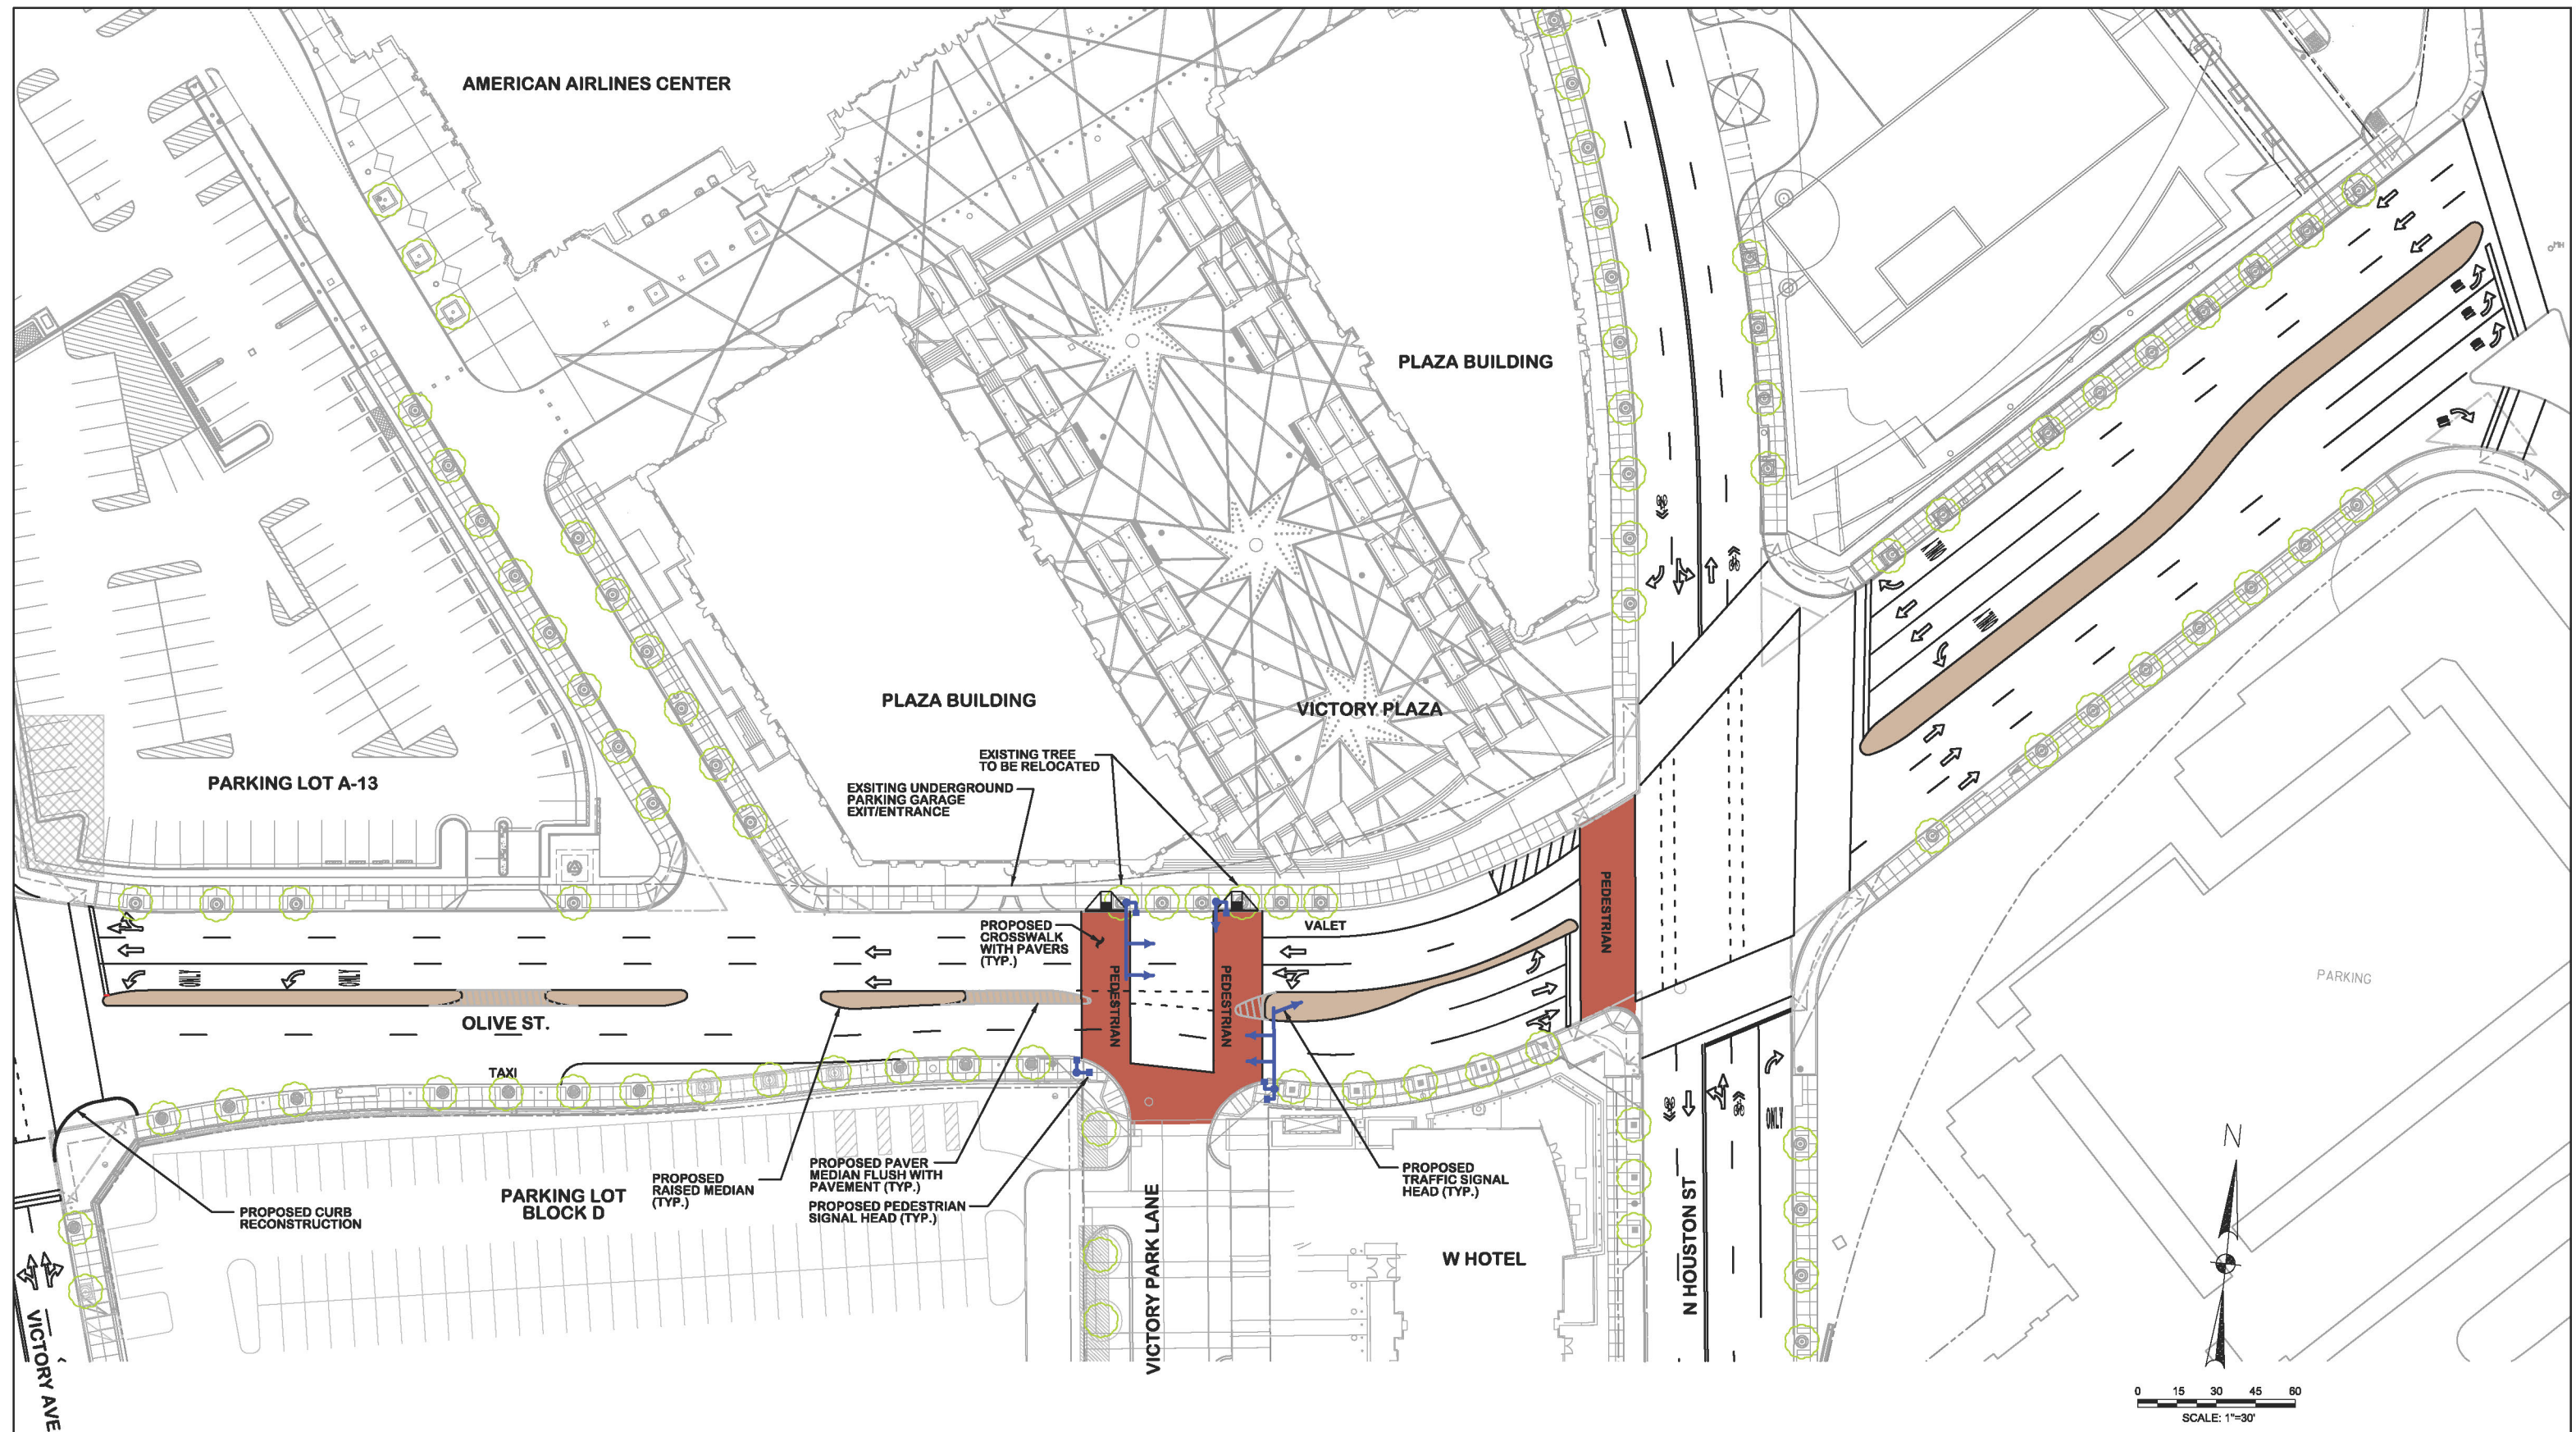 AMERICAN AIRLINES CENTER
MH
PLAZA BUILDING
ONLY
ONLY
PLAZA BUILDING
VICTORY PLAZA
EXISTING TREE
TO BE RELOCATED
PARKING LOT A-13
EXSITING UNDERGROUND
PARKING GARAGE
EXIT/ENTRANCE
PEDESTRIAN
VALET
PROPOSED
CROSSWALK
WITH PAVERS
(TYP.)
PEDESTRIAN
PEDESTRIAN
ONLY
ONLY
PARKING
OLIVE ST.
TAXI
ONLY
PROPOSED PAVER
MEDIAN FLUSH WITH
PAVEMENT (TYP.)
PROPOSED
RAISED MEDIAN
(TYP.)
PROPOSED
TRAFFIC SIGNAL
HEAD (TYP.)
PARKING LOT
BLOCK D
PROPOSED PEDESTRIAN
SIGNAL HEAD (TYP.)
PROPOSED CURB
RECONSTRUCTION
VICTORY PARK LANE
W HOTEL
N HOUSTON ST
N
VICTORY AVE
0 15 30 45 60
SCALE: 1"=30'